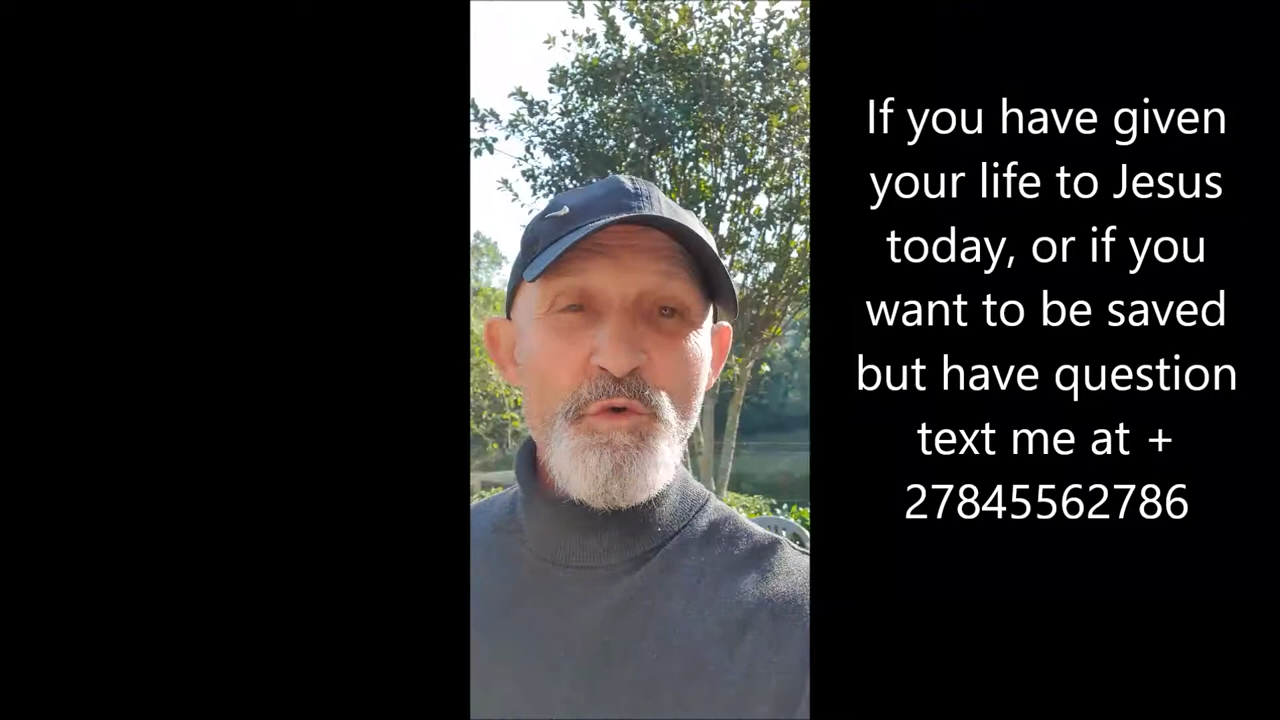 If you have given
your life to Jesus
today, or if you
want to be saved
but have question
text me at +
27845562786